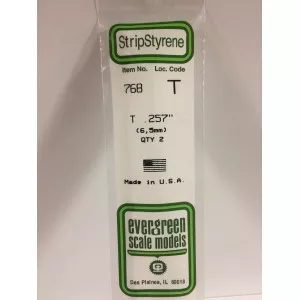 StripStyrene
Item No. Loc. Code
768 T
T .257"
(6,5mm)
QTY 2
Made in U.S.A.
evergreen
scale models
Des Plaines, IL 60018